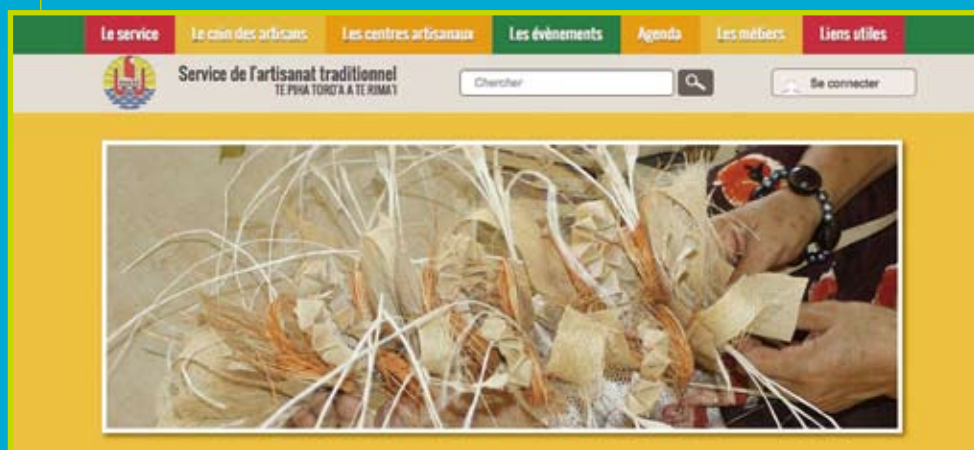 Le service
Le coin des artisans
Les centres artisanaux
Les évènements
Agenda
Les métiers
Liens utiles
Service de l'artisanat traditionnel
TE PIHA TORO'A A TE RIMA'I
Chercher
Se connecter